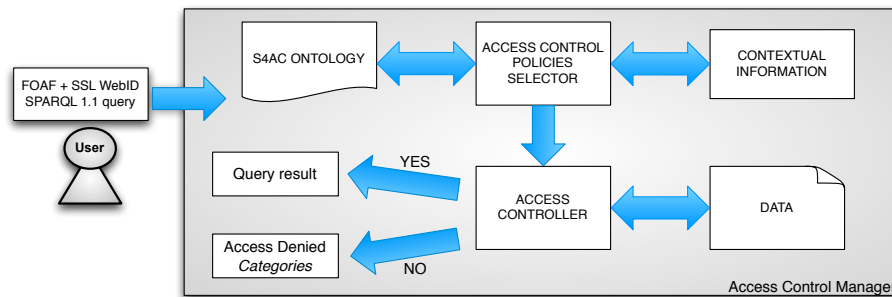 FOAF + SSL WebID
SPARQL 1.1 query
User
S4AC ONTOLOGY
ACCESS CONTROL
POLICIES
SELECTOR
CONTEXTUAL
INFORMATION
YES
Query result
ACCESS
CONTROLLER
DATA
Access Denied
Categories
NO
Access Control Manage